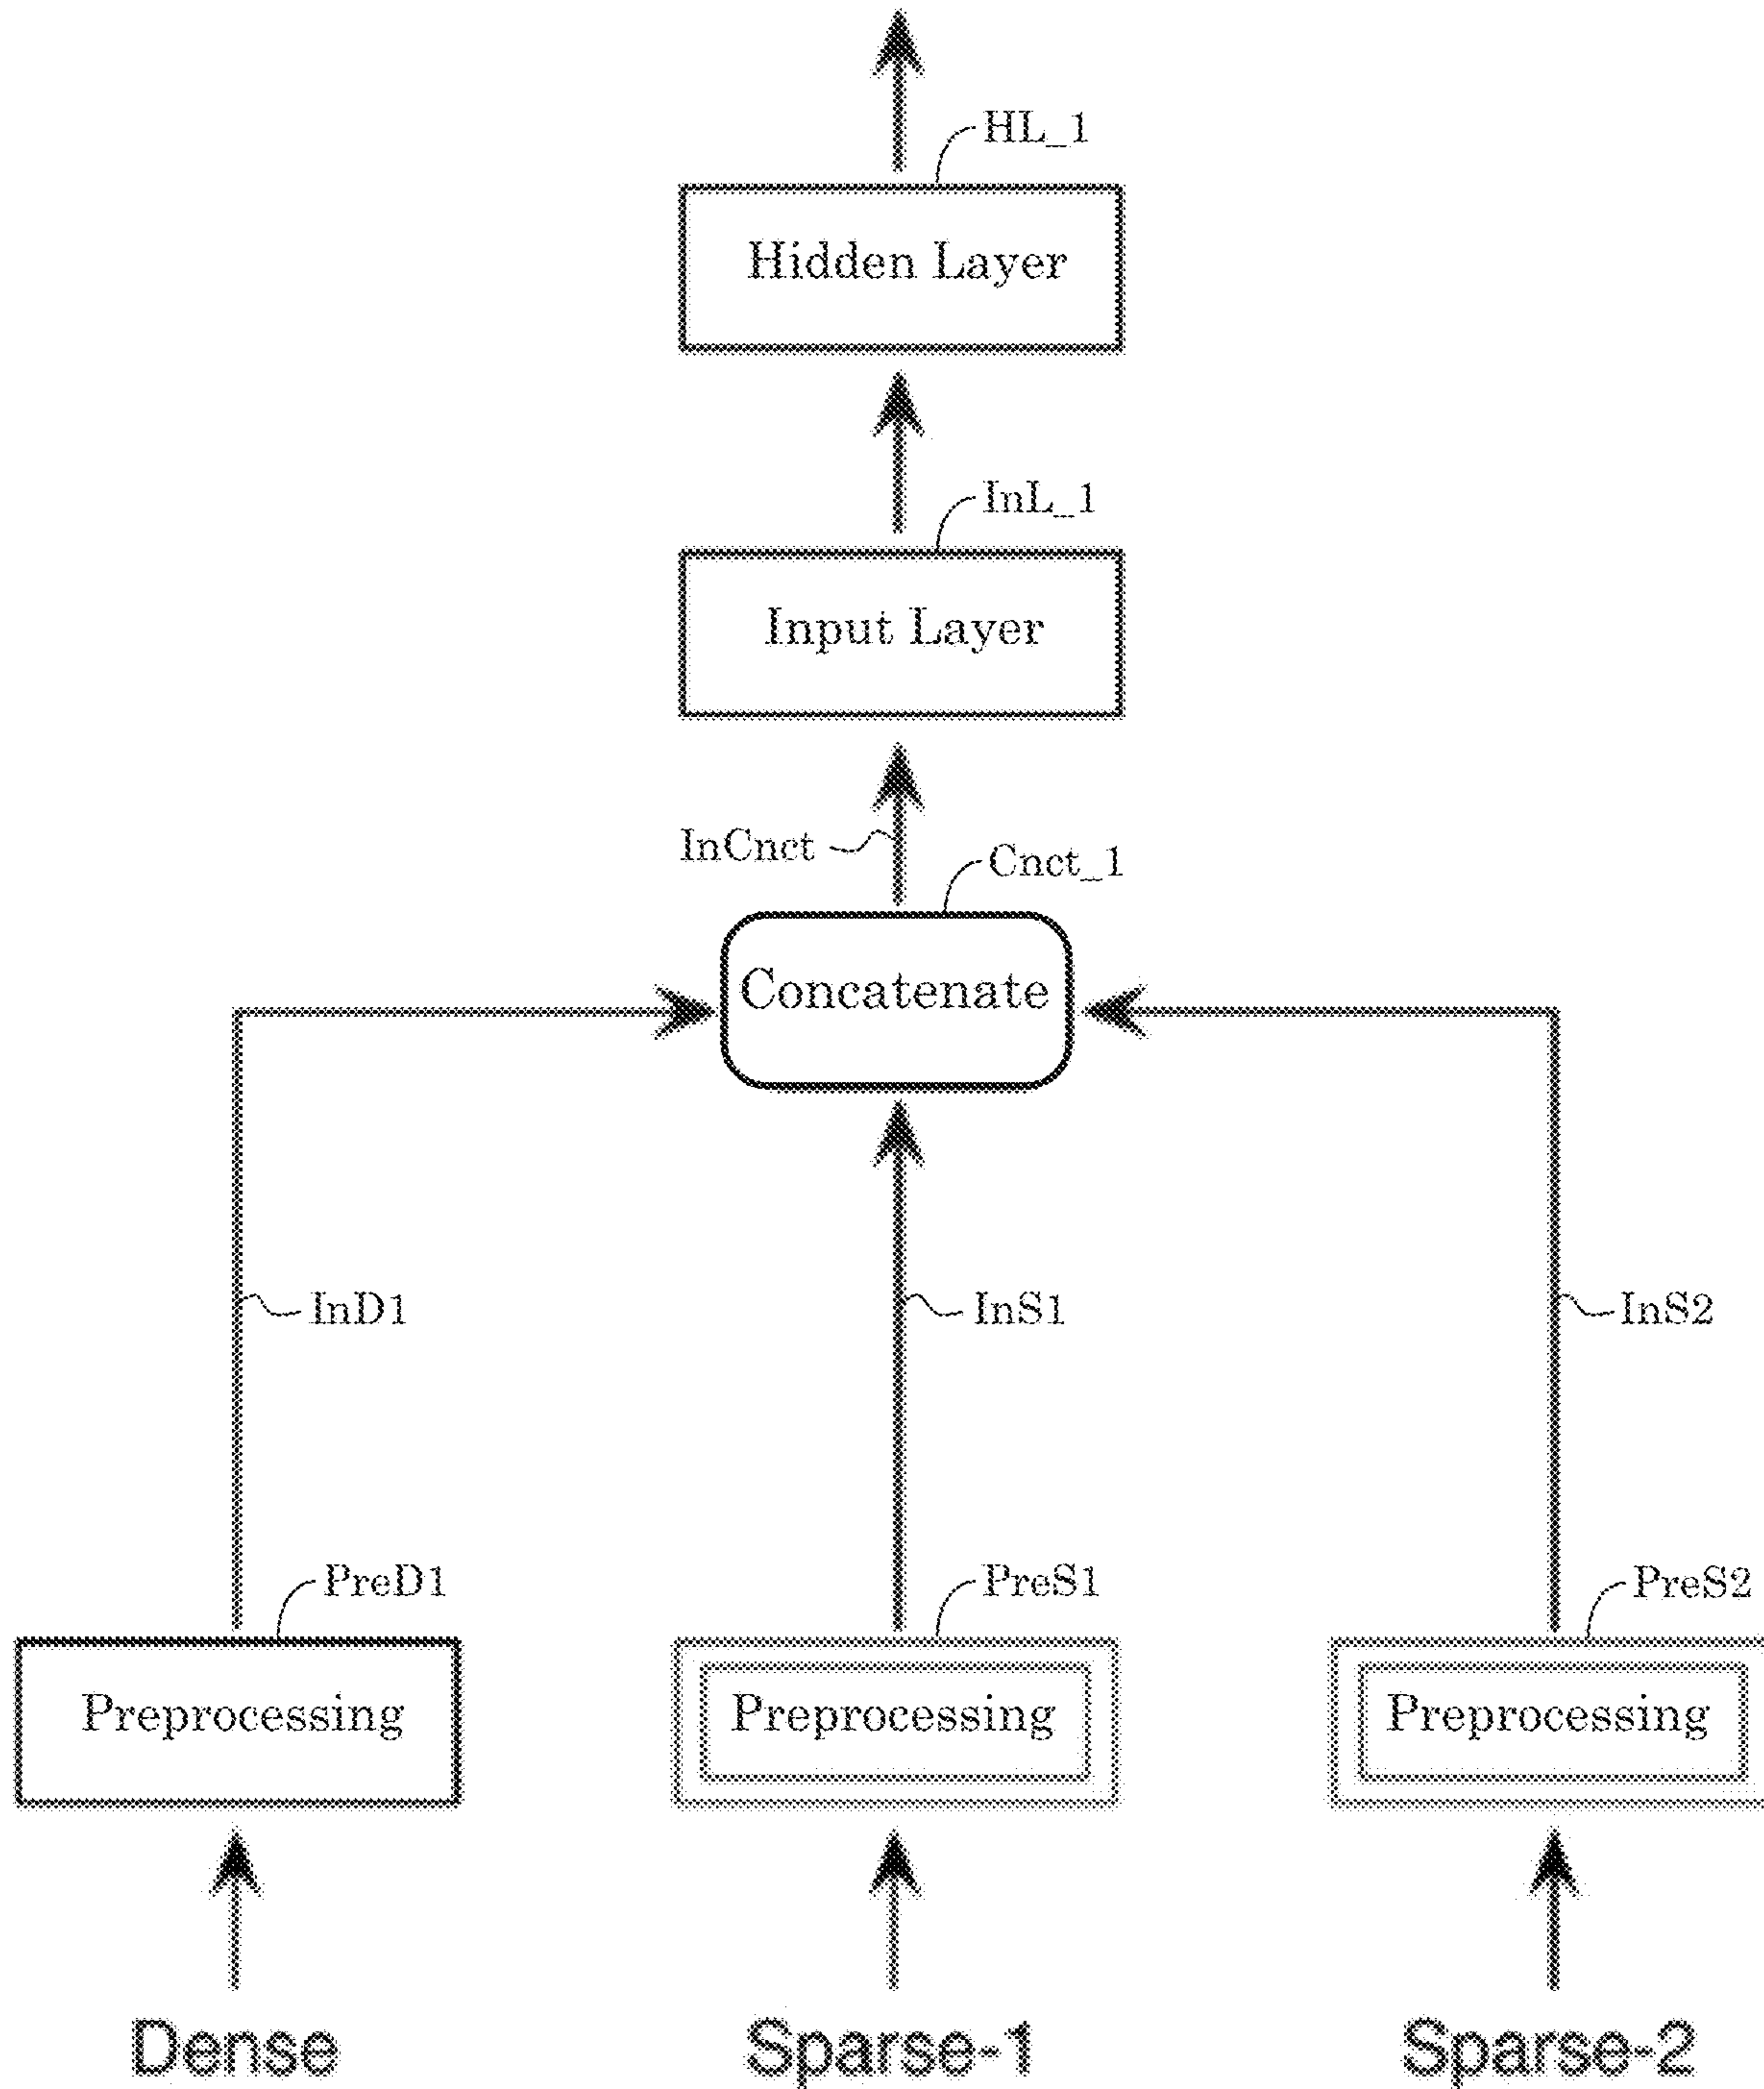 HL_1
Hidden Layer
InL_1
Input Layer
InCnct
Cnct_1
Concatenate
InD1
InS1
InS2
PreD1
PreS1
PreS2
Preprocessing
Preprocessing
Preprocessing
Dense
Sparse-1
Sparse-2